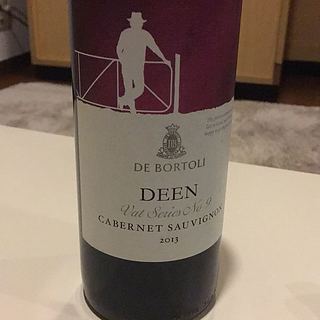 DE BORTOLI
DEEN
Vat Series No 9
CABERNET SAUVIGNON
2013